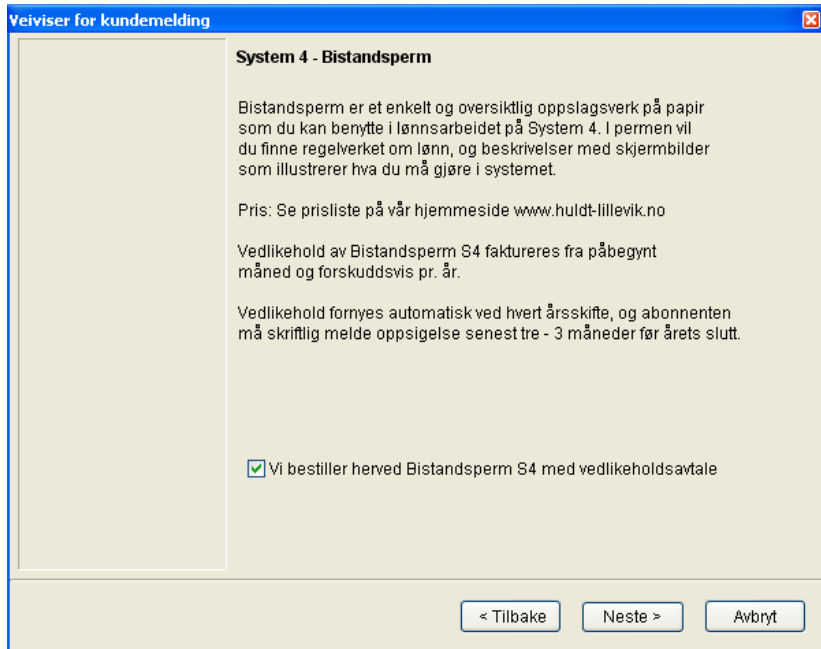 Veiviser for kundemelding
System 4 - Bistandsperm
Bistandsperm er et enkelt og oversiktlig oppslagsverk på papir
som du kan benytte i lønnsarbeidet på System 4. I permen vil
du finne regelverket om lønn, og beskrivelser med skjermbilder
som illustrerer hva du må gjøre i systemet.
Pris: Se prisliste på vår hjemmeside www.huldt-lillevik.no
Vedlikehold av Bistandsperm S4 faktureres fra påbegynt
måned og forskuddsvis pr. år.
Vedlikehold fornyes automatisk ved hvert årsskifte, og abonnenten
må skriftlig melde oppsigelse senest tre - 3 måneder før årets slutt.
Vi bestiller herved Bistandsperm S4 med vedlikeholdsavtale
< Tilbake
Neste >
Avbryt